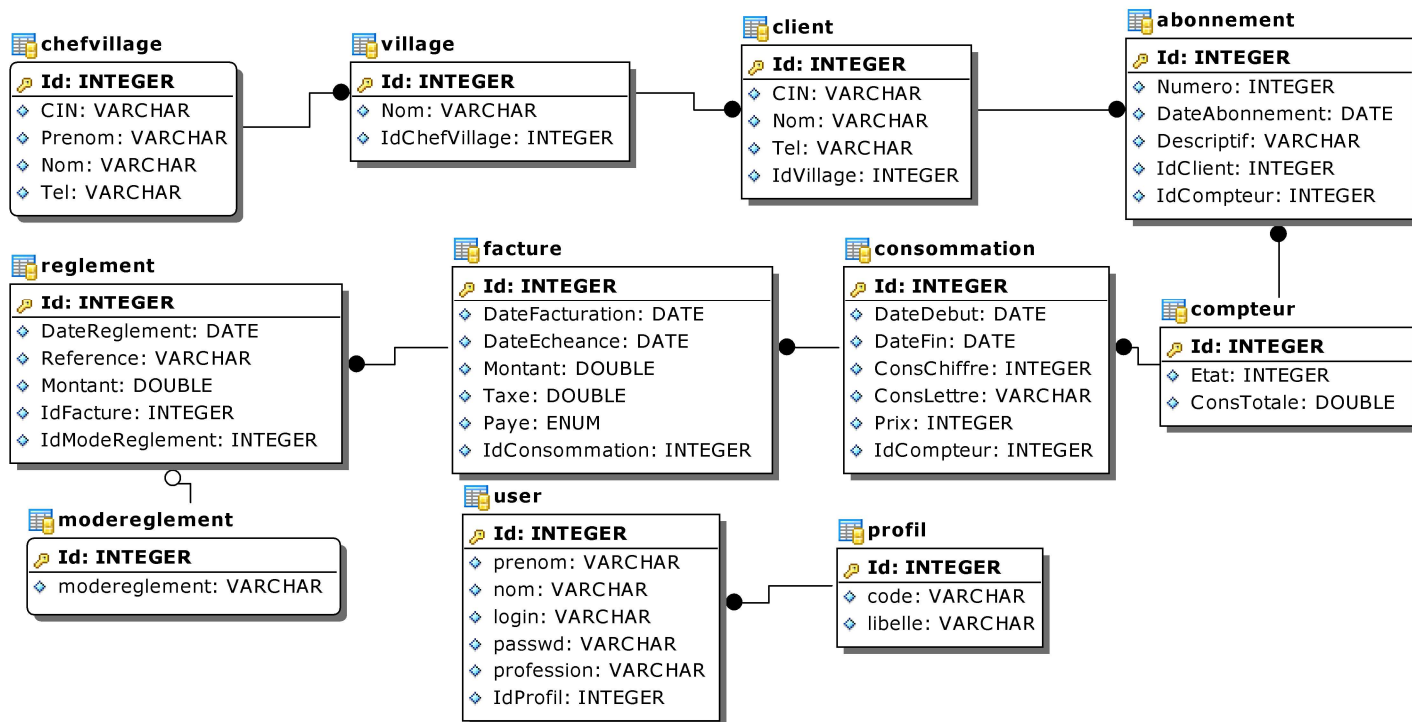 chefvillage
Id: INTEGER
CIN: VARCHAR
Prenom: VARCHAR
Nom: VARCHAR
Tel: VARCHAR
village
Id: INTEGER
Nom: VARCHAR
IdChefVillage: INTEGER
client
Id: INTEGER
CIN: VARCHAR
Nom: VARCHAR
Tel: VARCHAR
IdVillage: INTEGER
abonnement
Id: INTEGER
Numero: INTEGER
DateAbonnement: DATE
Descriptif: VARCHAR
IdClient: INTEGER
IdCompteur: INTEGER
reglement
Id: INTEGER
DateReglement: DATE
Reference: VARCHAR
Montant: DOUBLE
IdFacture: INTEGER
IdModeReglement: INTEGER
facture
Id: INTEGER
DateFacturation: DATE
DateEcheance: DATE
Montant: DOUBLE
Taxe: DOUBLE
Paye: ENUM
IdConsommation: INTEGER
consommation
Id: INTEGER
DateDebut: DATE
DateFin: DATE
ConsChiffre: INTEGER
ConsLettre: VARCHAR
Prix: INTEGER
IdCompteur: INTEGER
compteur
Id: INTEGER
Etat: INTEGER
ConsTotale: DOUBLE
modereglement
Id: INTEGER
modereglement: VARCHAR
user
Id: INTEGER
prenom: VARCHAR
nom: VARCHAR
login: VARCHAR
passwd: VARCHAR
profession: VARCHAR
IdProfil: INTEGER
profil
Id: INTEGER
code: VARCHAR
libelle: VARCHAR